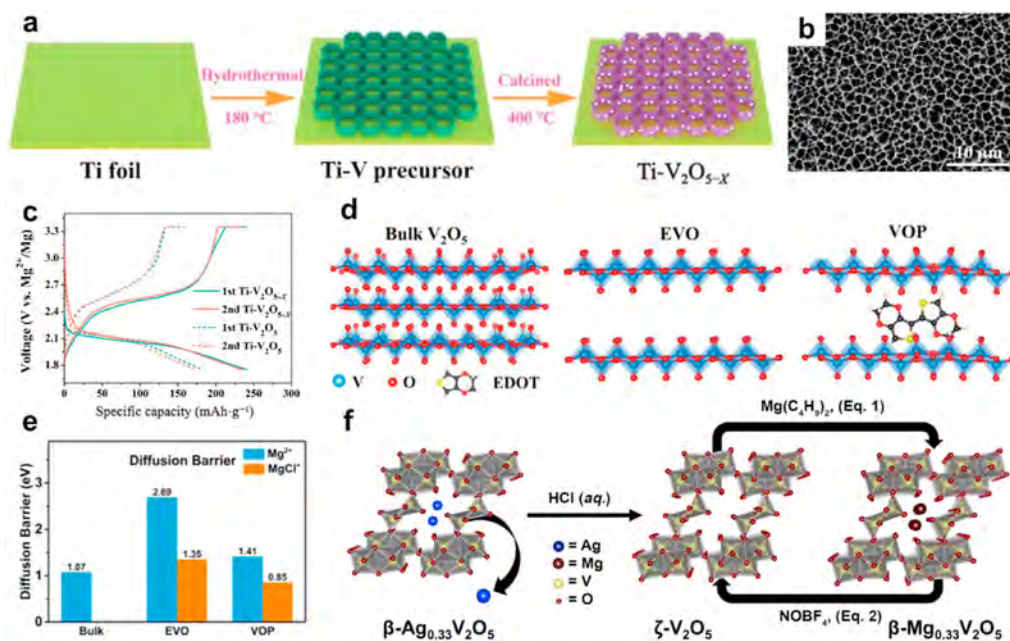 a
Hydrothermal
180 °C
Calcined
400 °C
Ti foil
Ti-V precursor
Ti-V₂O₅₋ₓ
b
10 μm
c
Voltage (V vs. Mg²⁺/Mg)
3.3
3.0
2.7
2.4
2.1
1.8
0 50 100 150 200 250 300
Specific capacity (mAh·g⁻¹)
1st Ti-V₂O₅₋ₓ
2nd Ti-V₂O₅₋ₓ
1st Ti-V₂O₅
2nd Ti-V₂O₅
d
Bulk V₂O₅
EVO
VOP
V
O
EDOT
e
Diffusion Barrier
Mg²⁺
MgCl⁺
Diffusion Barrier (eV)
3
2
1
0
1.07
2.69
1.35
1.41
0.85
Bulk EVO VOP
f
Mg(C₄H₉)₂, (Eq. 1)
HCl (aq.)
= Ag
= Mg
= V
= O
NOBF₄, (Eq. 2)
β-Ag₀.₃₃V₂O₅
ζ-V₂O₅
β-Mg₀.₃₃V₂O₅